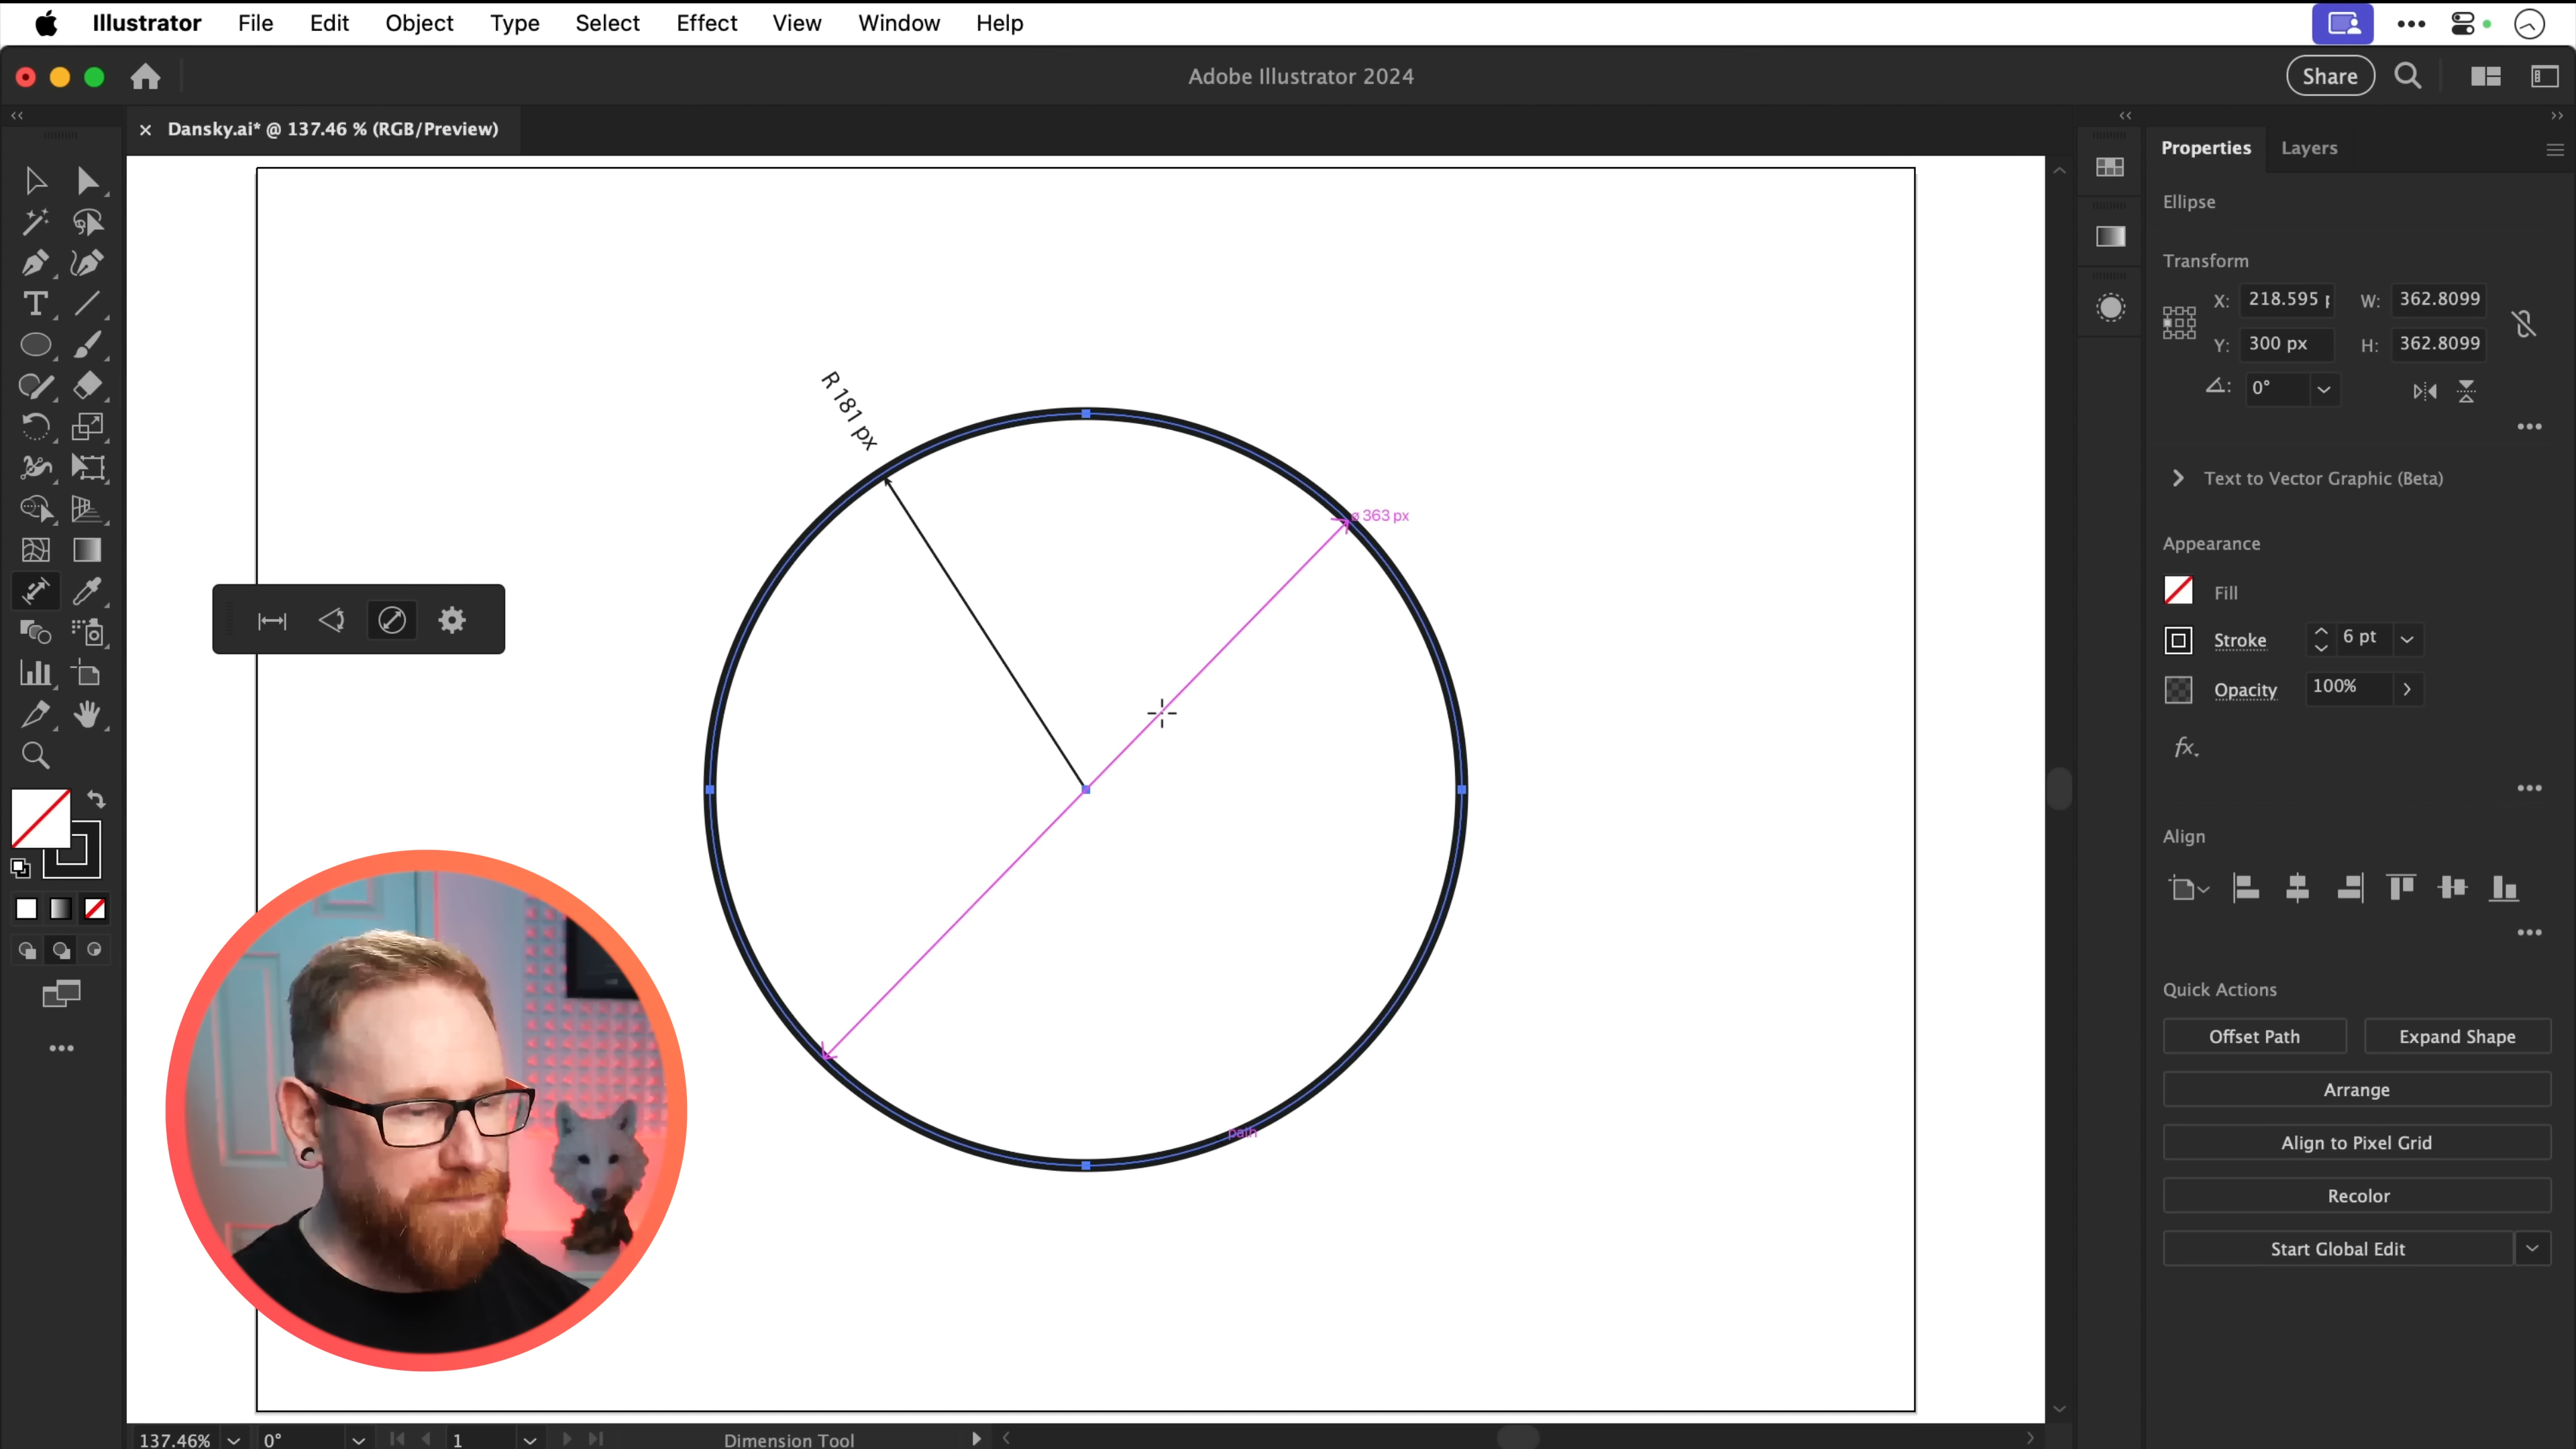 Illustrator File Edit Object Type Select Effect View Window Help
Adobe Illustrator 2024
Share
Dansky.ai* @ 137.46 % (RGB/Preview)
Properties Layers
Ellipse
Transform
X: 218.595 p W: 362.8099
Y: 300 px H: 362.8099
0°
Text to Vector Graphic (Beta)
Appearance
Fill
Stroke 6 pt
Opacity 100%
fx
Align
Quick Actions
Offset Path Expand Shape
Arrange
Align to Pixel Grid
Recolor
Start Global Edit
R 181 px
ø 363 px
path
137.46% 0° 1 Dimension Tool